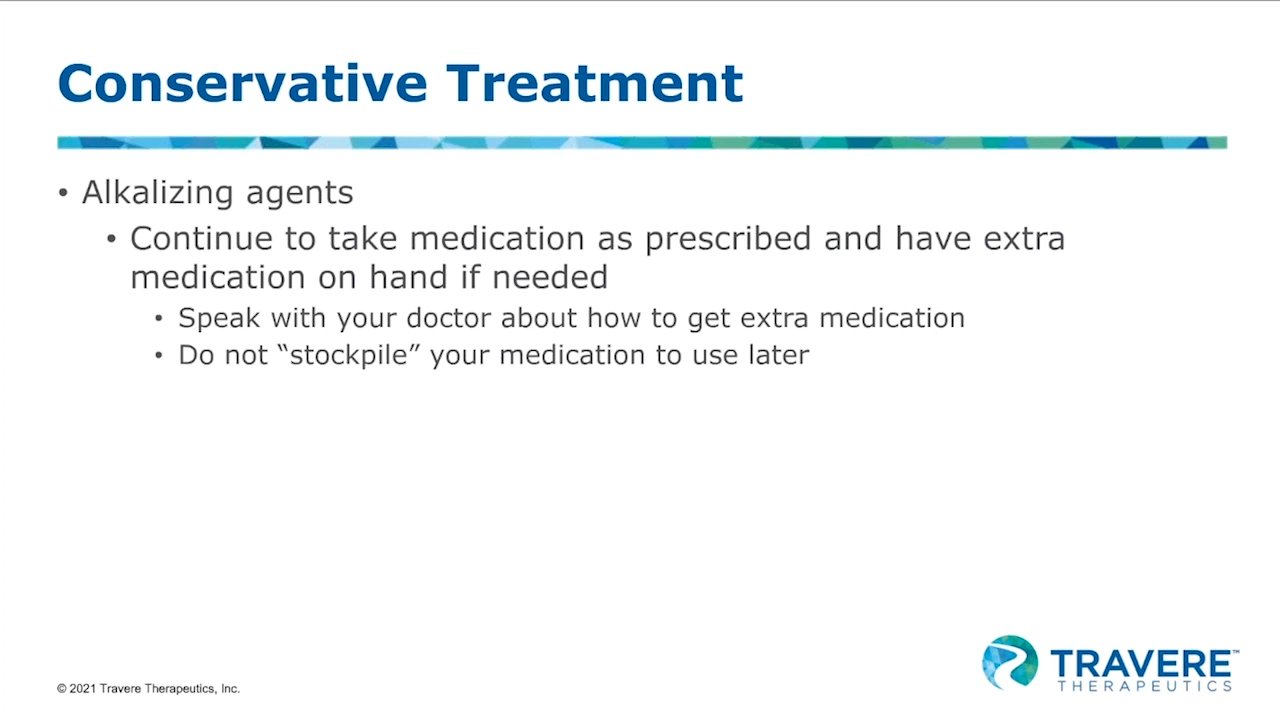 Conservative Treatment
• Alkalizing agents
• Continue to take medication as prescribed and have extra
medication on hand if needed
• Speak with your doctor about how to get extra medication
• Do not “stockpile” your medication to use later
© 2021 Travere Therapeutics, Inc.
TRAVERE™
THERAPEUTICS